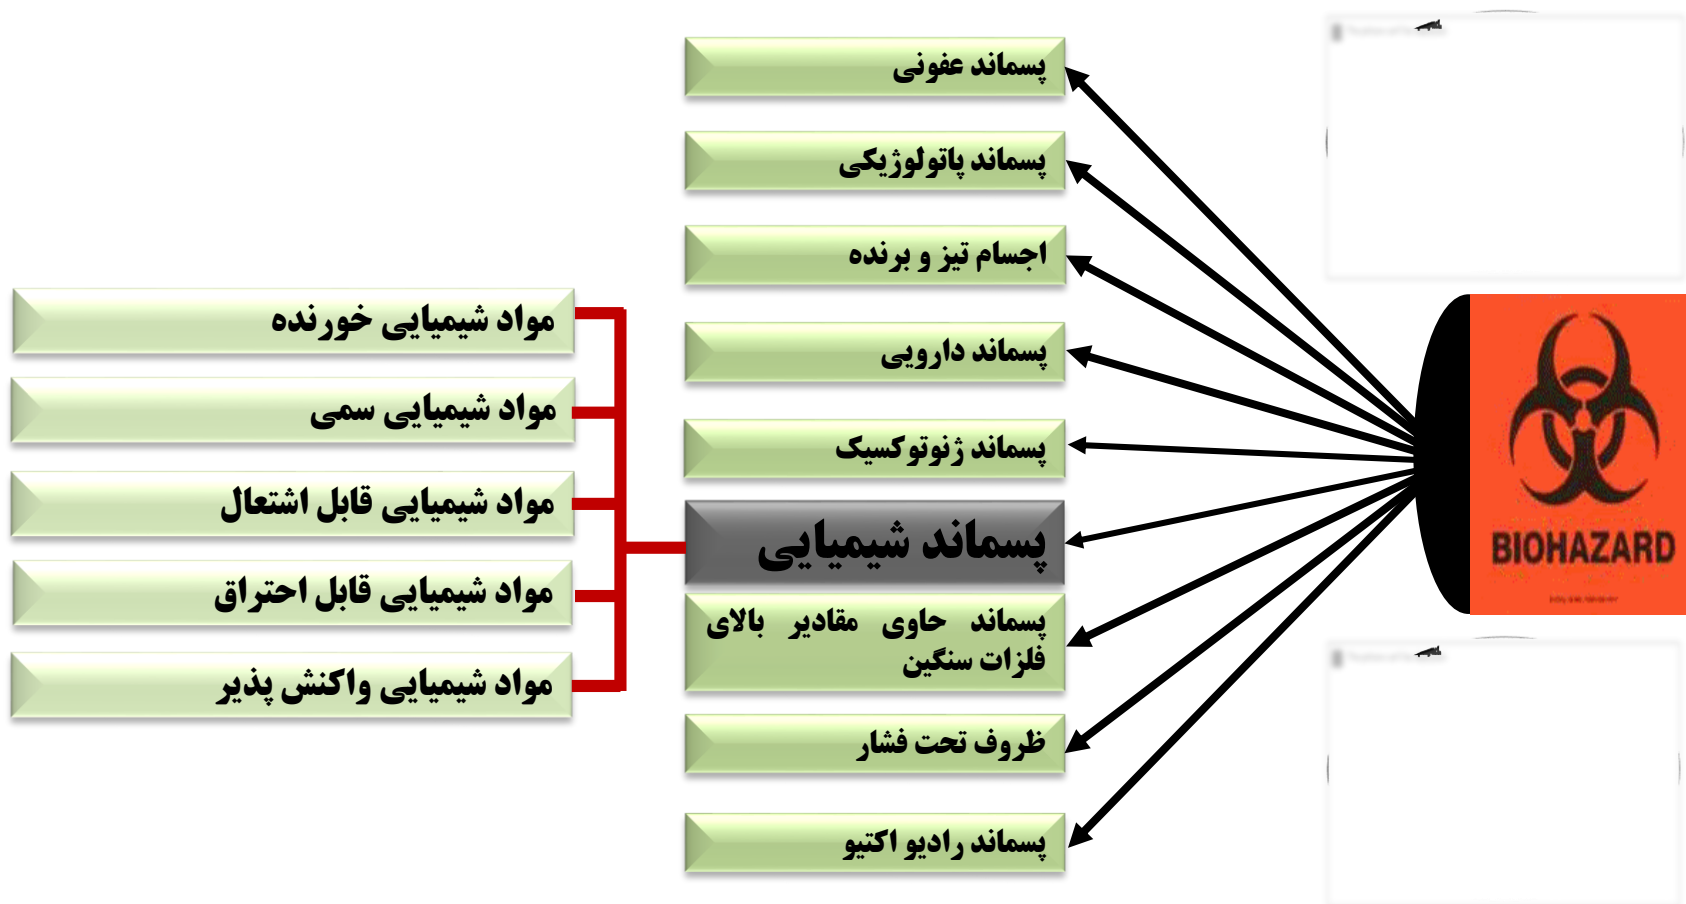 پسماند عفونی
پسماند پاتولوژیکی
اجسام تیز و برنده
پسماند دارویی
پسماند ژنوتوکسیک
پسماند شیمیایی
پسماند حاوی مقادیر بالای
فلزات سنگین
ظروف تحت فشار
پسماند رادیو اکتیو
مواد شیمیایی خورنده
مواد شیمیایی سمی
مواد شیمیایی قابل اشتعال
مواد شیمیایی قابل احتراق
مواد شیمیایی واکنش پذیر
BIOHAZARD